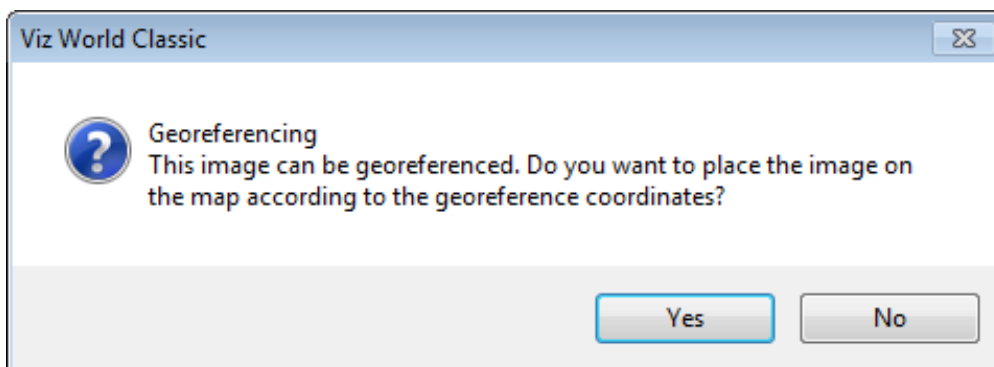 Viz World Classic
Georeferencing
This image can be georeferenced. Do you want to place the image on
the map according to the georeference coordinates?
Yes
No